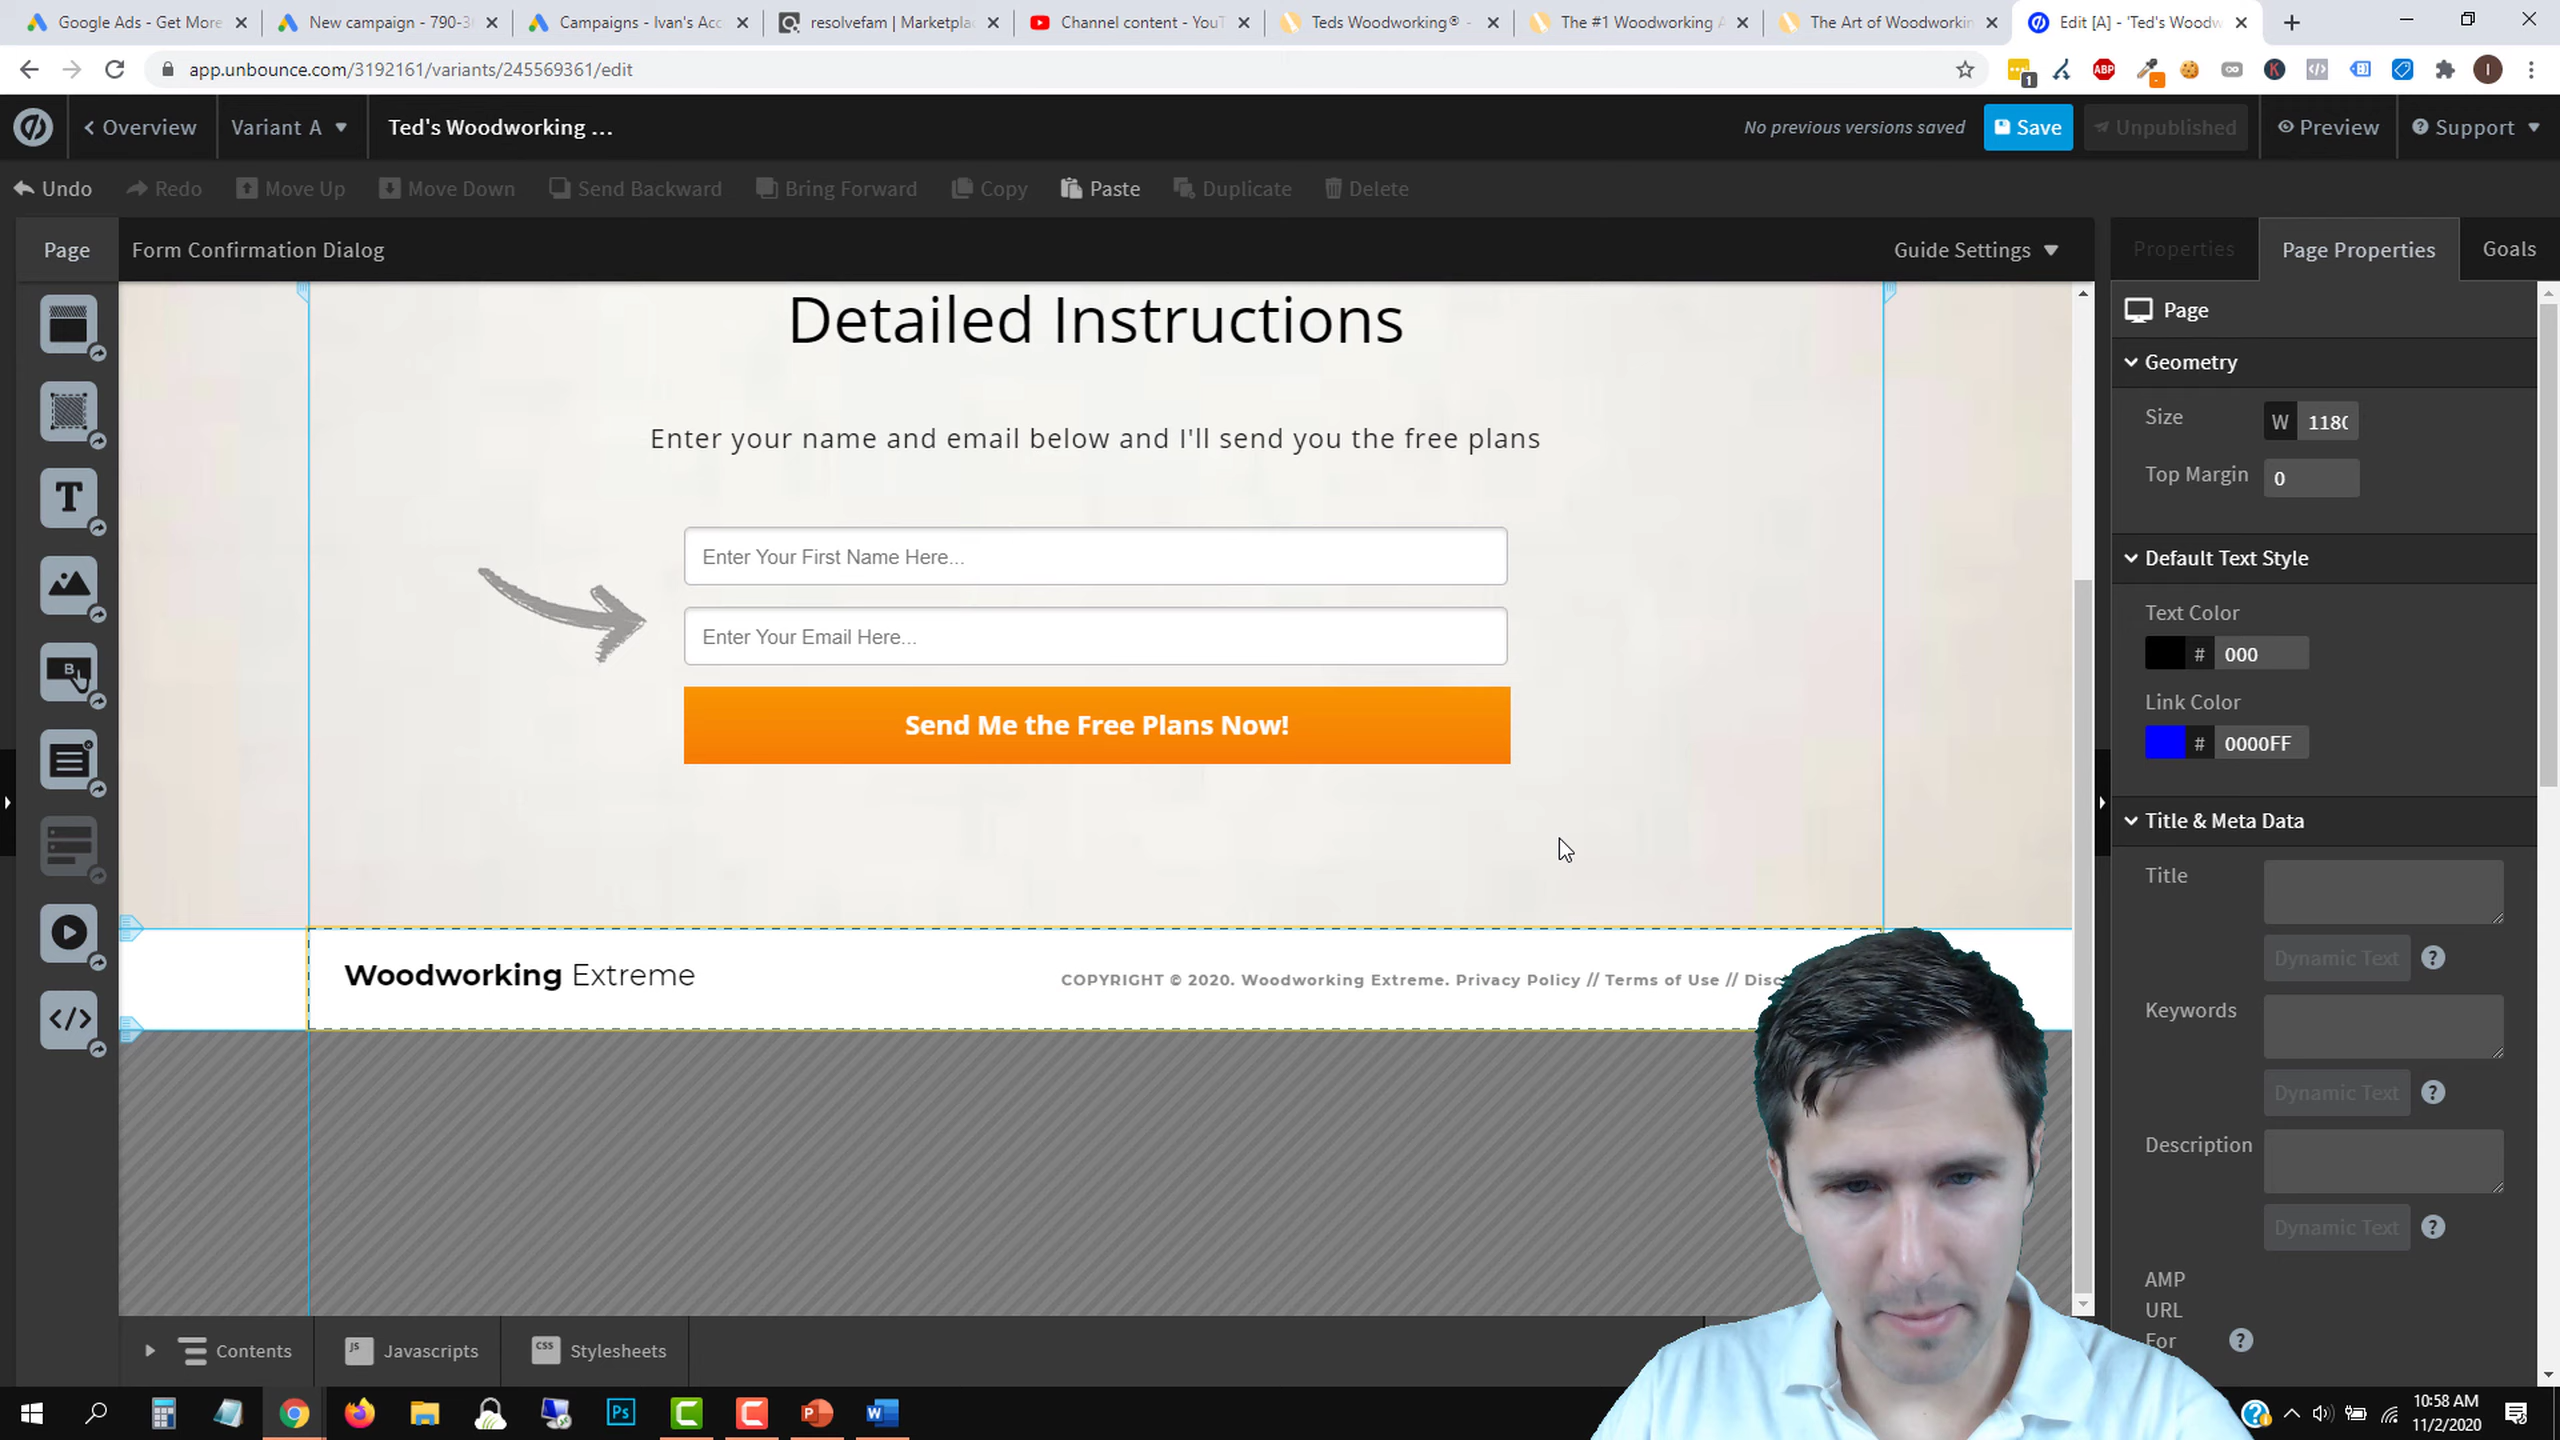 Google Ads - Get More
New campaign - 790-3
Campaigns - Ivan's Acc
resolvefam | Marketpla
Channel content - YouT
Teds Woodworking® -
The #1 Woodworking A
The Art of Woodworkin
Edit [A] - 'Ted's Woodw
app.unbounce.com/3192161/variants/245569361/edit
1
ABP
I
Overview
Variant A
Ted's Woodworking ...
No previous versions saved
Save
Unpublished
Preview
Support
Undo
Redo
Move Up
Move Down
Send Backward
Bring Forward
Copy
Paste
Duplicate
Delete
Page
Form Confirmation Dialog
Guide Settings
Properties
Page Properties
Goals
Detailed Instructions
Enter your name and email below and I'll send you the free plans
Enter Your First Name Here...
Enter Your Email Here...
Send Me the Free Plans Now!
Woodworking Extreme
COPYRIGHT © 2020. Woodworking Extreme. Privacy Policy // Terms of Use //
Page
Geometry
Size W 1180
Top Margin 0
Default Text Style
Text Color
# 000
Link Color
# 0000FF
Title & Meta Data
Title
Dynamic Text
Keywords
Dynamic Text
Description
Dynamic Text
AMP
URL
For
Contents
JS Javascripts
CSS Stylesheets
10:58 AM
11/2/2020